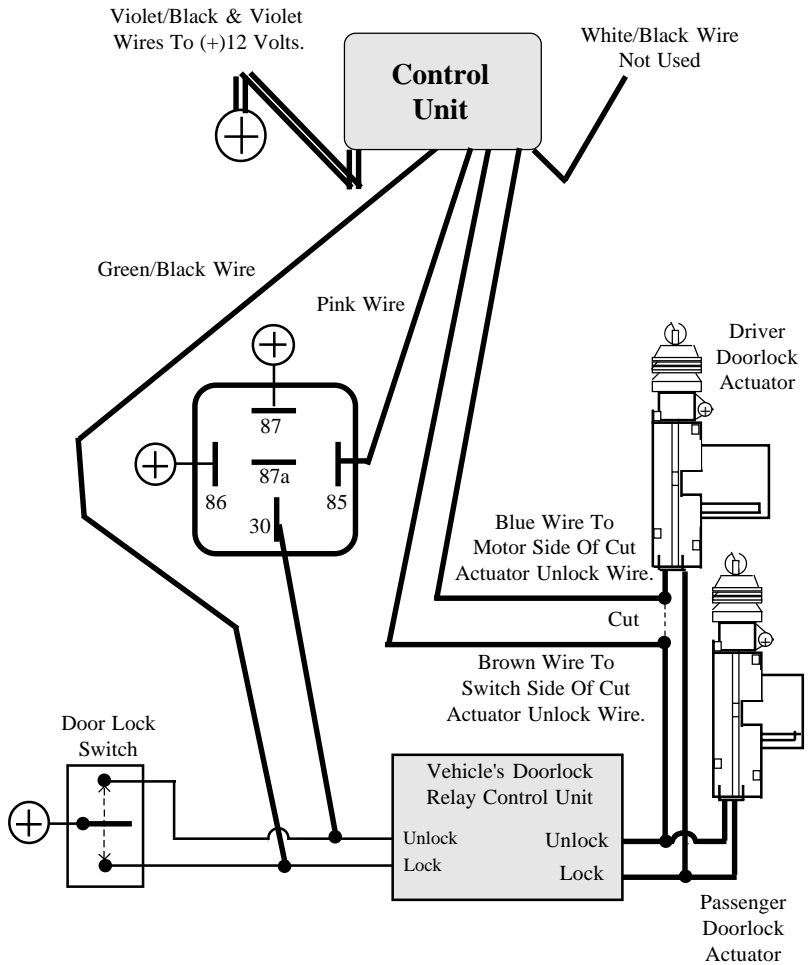 Violet/Black & Violet
Wires To (+)12 Volts.
White/Black Wire
Not Used
Control
Unit
Green/Black Wire
Pink Wire
Driver
Doorlock
Actuator
87
87a
86
85
30
Blue Wire To
Motor Side Of Cut
Actuator Unlock Wire.
Cut
Brown Wire To
Switch Side Of Cut
Actuator Unlock Wire.
Door Lock
Switch
Vehicle's Doorlock
Relay Control Unit
Unlock
Unlock
Lock
Lock
Passenger
Doorlock
Actuator